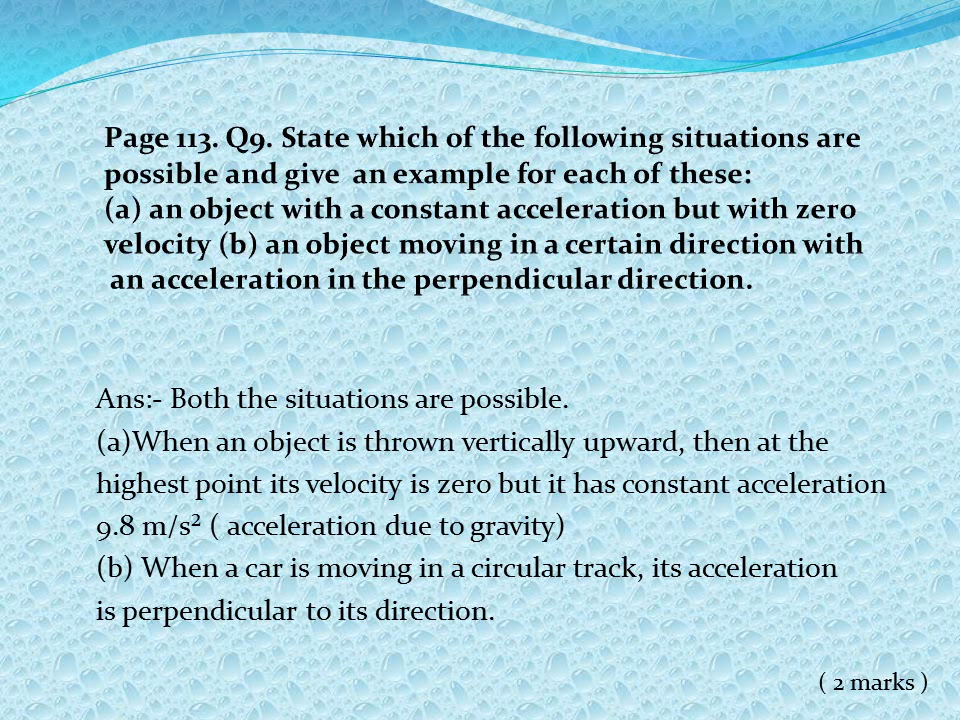 Page 113. Q9. State which of the following situations are
possible and give an example for each of these:
(a) an object with a constant acceleration but with zero
velocity (b) an object moving in a certain direction with
an acceleration in the perpendicular direction.
Ans:- Both the situations are possible.
(a)When an object is thrown vertically upward, then at the
highest point its velocity is zero but it has constant acceleration
9.8 m/s² ( acceleration due to gravity)
(b) When a car is moving in a circular track, its acceleration
is perpendicular to its direction.
( 2 marks )